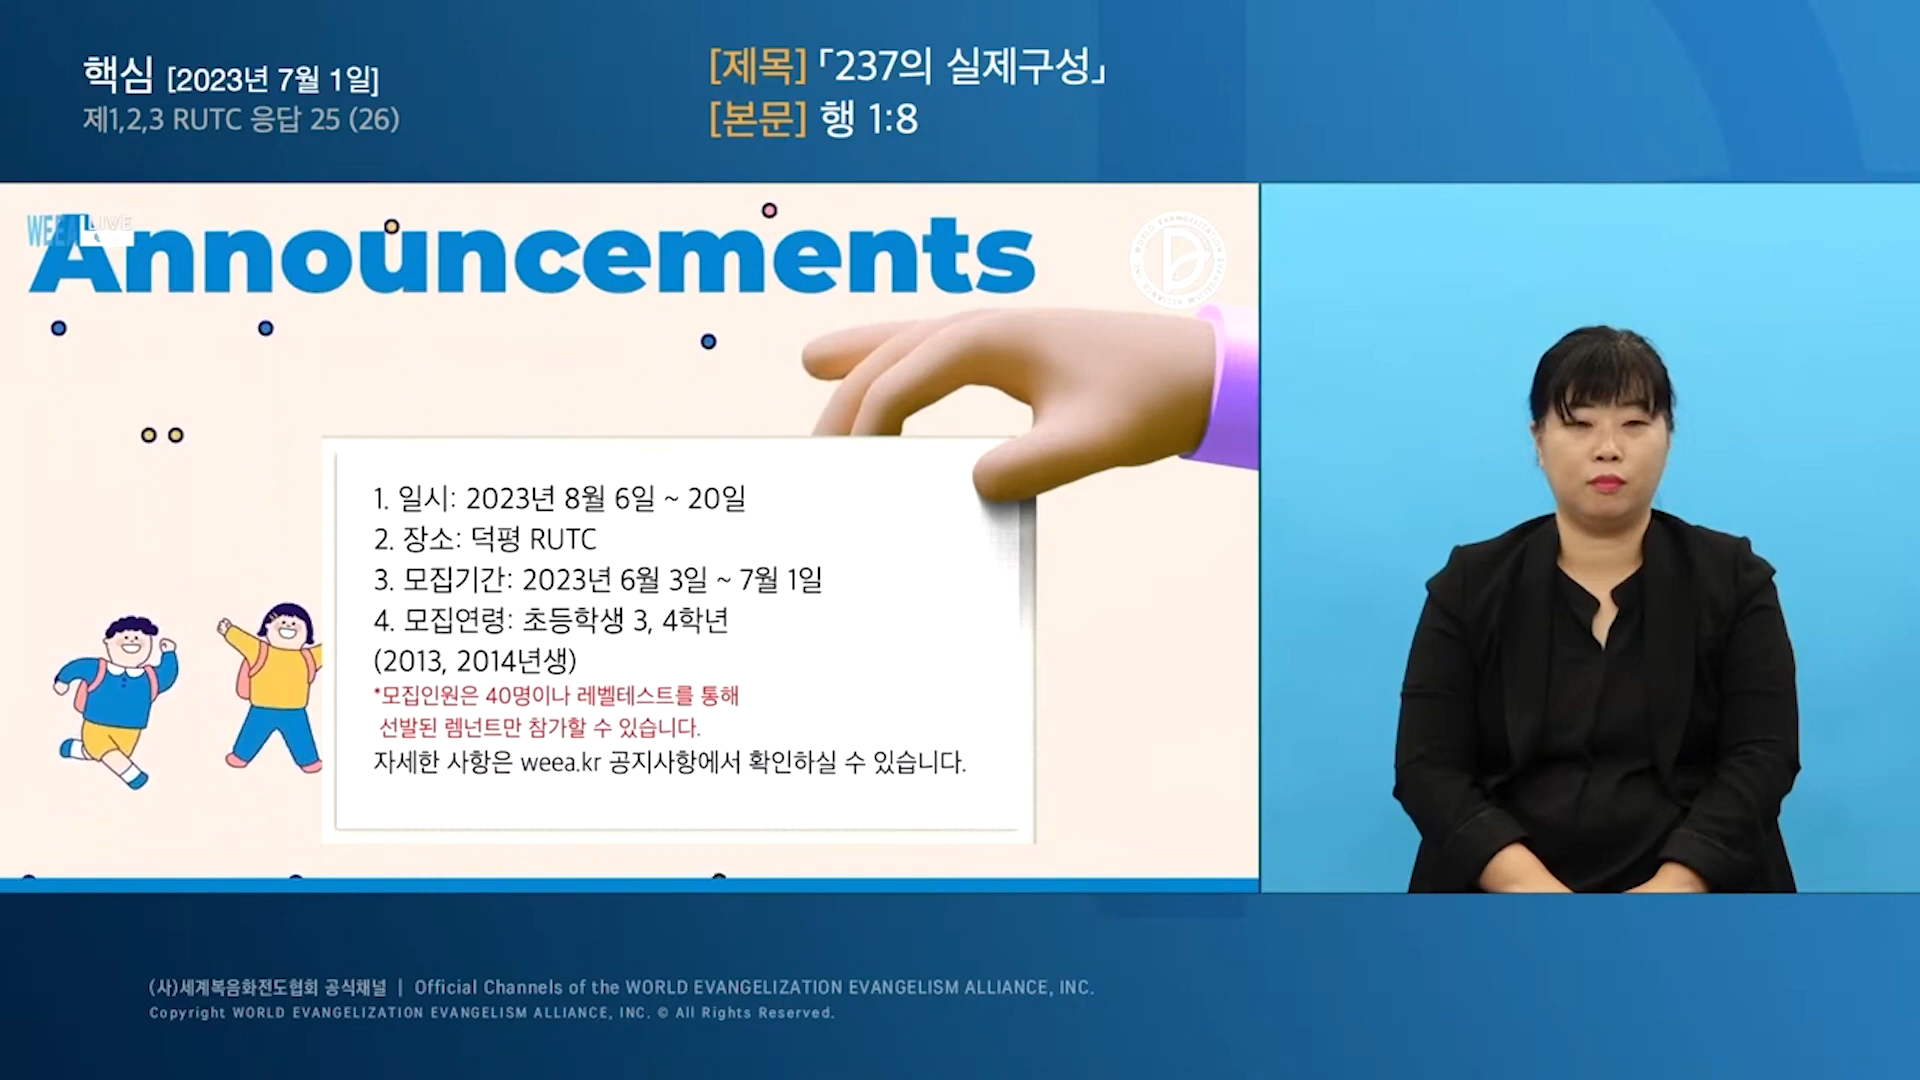 핵심 [2023년 7월 1일]
제1,2,3 RUTC 응답 25 (26)
[제목] 「237의 실제구성」
[본문] 행 1:8
WEEA LIVE
Announcements
1. 일시: 2023년 8월 6일 ~ 20일
2. 장소: 덕평 RUTC
3. 모집기간: 2023년 6월 3일 ~ 7월 1일
4. 모집연령: 초등학생 3, 4학년
(2013, 2014년생)
*모집인원은 40명이나 레벨테스트를 통해
선발된 렘넌트만 참가할 수 있습니다.
자세한 사항은 weea.kr 공지사항에서 확인하실 수 있습니다.
(사)세계복음화전도협회 공식채널 | Official Channels of the WORLD EVANGELIZATION EVANGELISM ALLIANCE, INC.
Copyright WORLD EVANGELIZATION EVANGELISM ALLIANCE, INC. © All Rights Reserved.